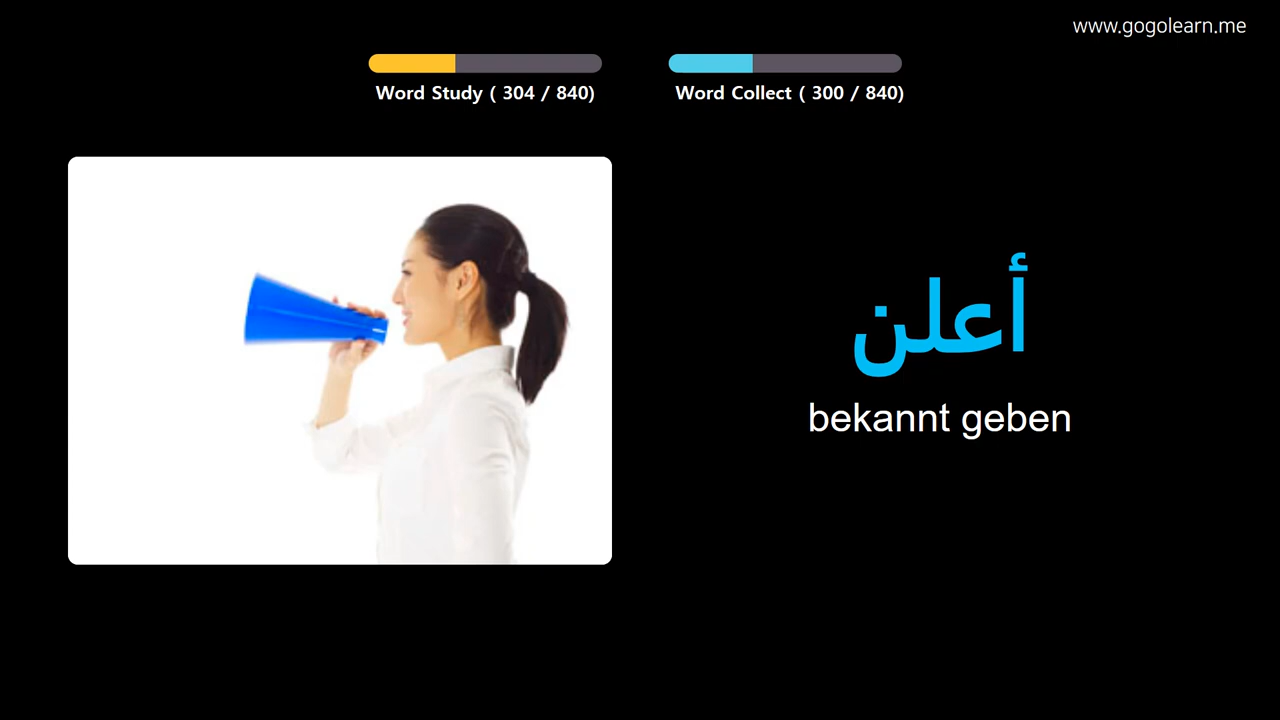 www.gogolearn.me
Word Study ( 304 / 840)
Word Collect ( 300 / 840)
أعلن
bekannt geben